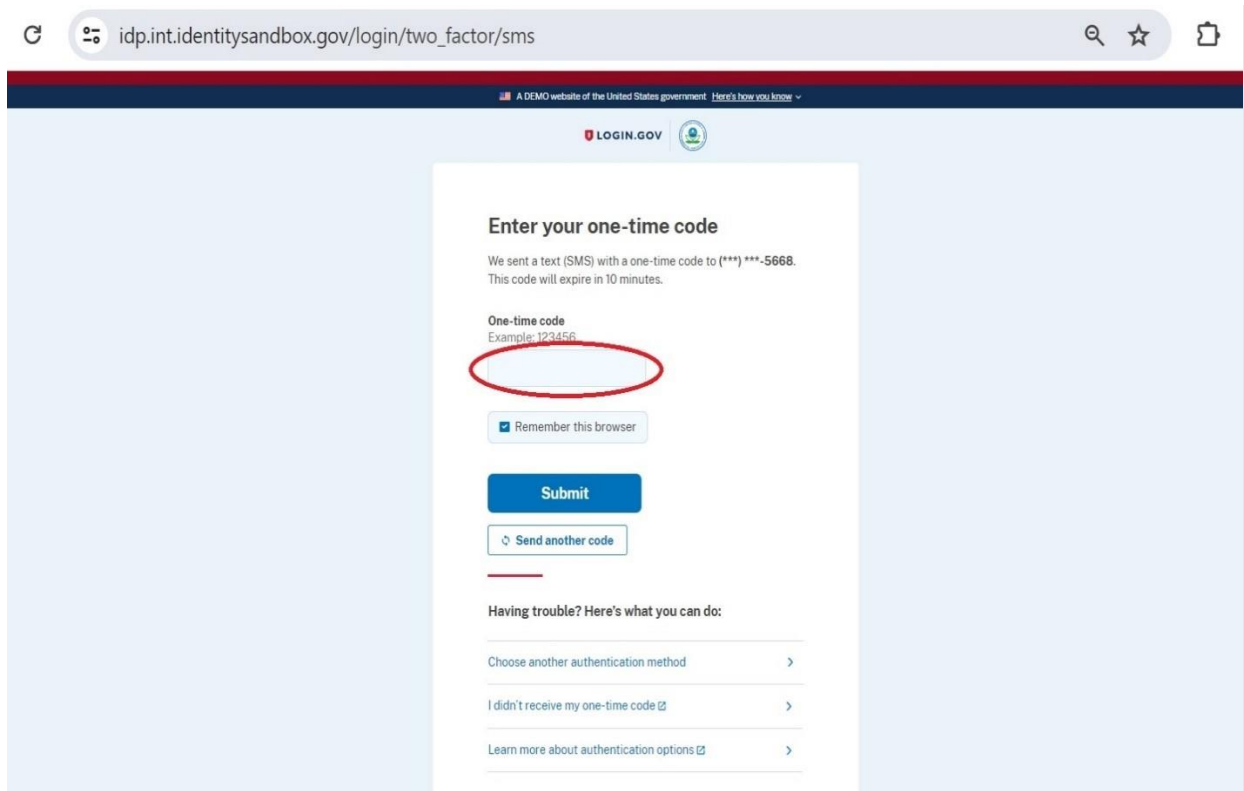 idp.int.identitysandbox.gov/login/two_factor/sms
A DEMO website of the United States government Here's how you know
LOGIN.GOV
Enter your one-time code
We sent a text (SMS) with a one-time code to (***) ***-5668.
This code will expire in 10 minutes.
One-time code
Example: 123456
Remember this browser
Submit
Send another code
Having trouble? Here's what you can do:
Choose another authentication method
I didn't receive my one-time code
Learn more about authentication options